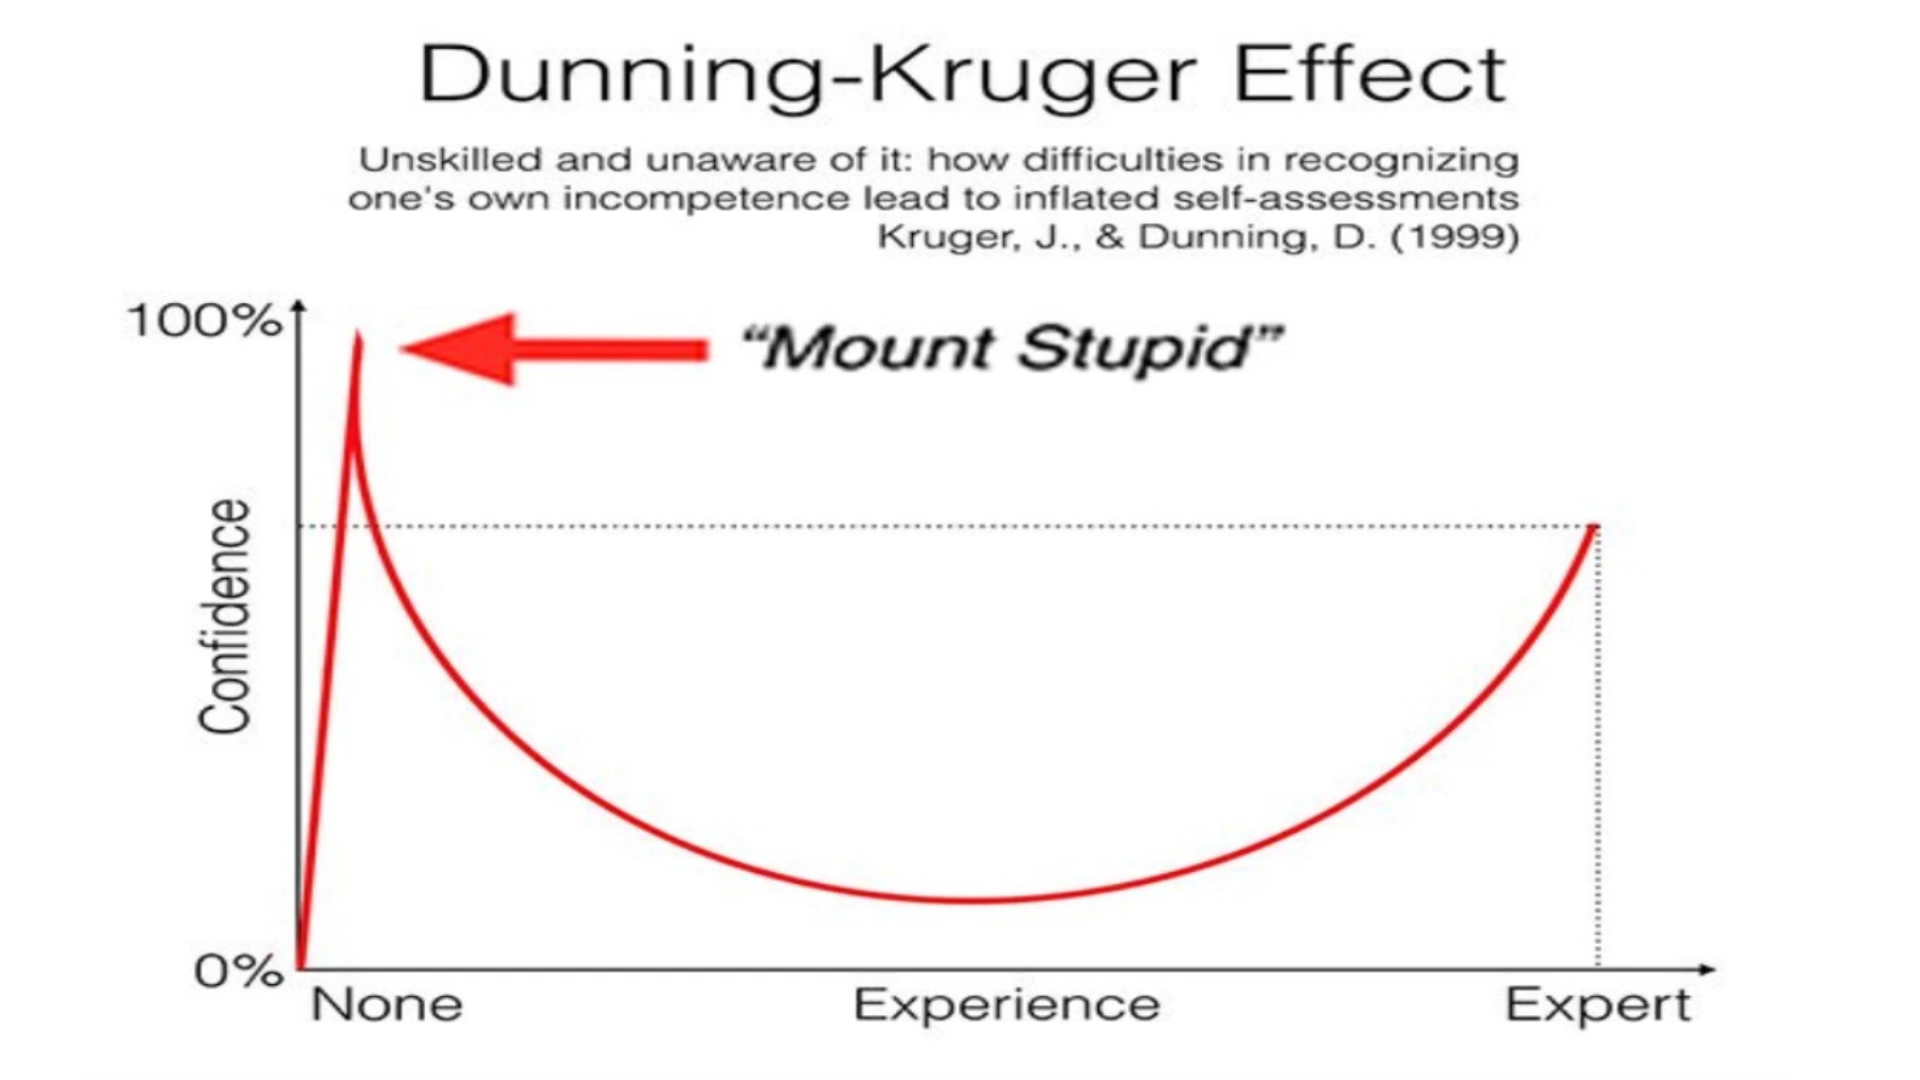 Dunning-Kruger Effect
Unskilled and unaware of it: how difficulties in recognizing
one's own incompetence lead to inflated self-assessments
Kruger, J., & Dunning, D. (1999)
100%
“Mount Stupid”
Confidence
0%
None
Experience
Expert